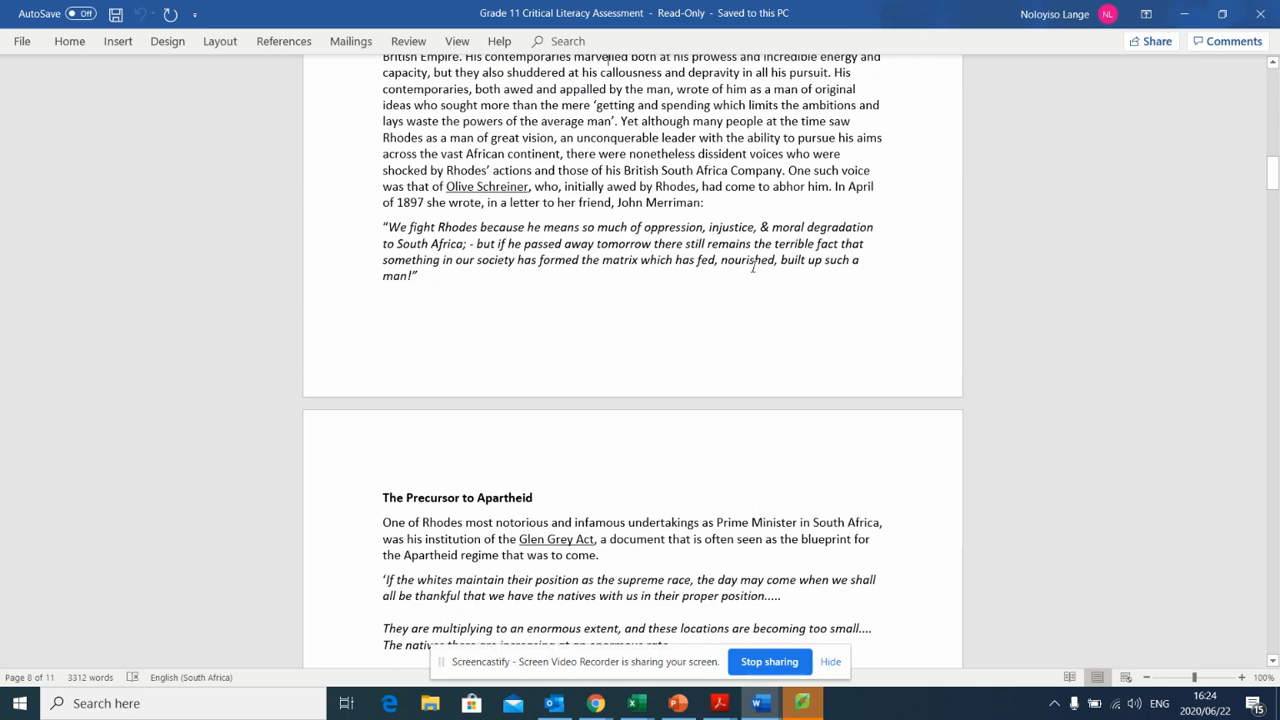 AutoSave Off
Grade 11 Critical Literacy Assessment - Read-Only - Saved to this PC
Noloyiso Lange NL
File Home Insert Design Layout References Mailings Review View Help Search Share Comments
British Empire. His contemporaries marvelled both at his prowess and incredible energy and
capacity, but they also shuddered at his callousness and depravity in all his pursuit. His
contemporaries, both awed and appalled by the man, wrote of him as a man of original
ideas who sought more than the mere ‘getting and spending which limits the ambitions and
lays waste the powers of the average man’. Yet although many people at the time saw
Rhodes as a man of great vision, an unconquerable leader with the ability to pursue his aims
across the vast African continent, there were nonetheless dissident voices who were
shocked by Rhodes’ actions and those of his British South Africa Company. One such voice
was that of Olive Schreiner, who, initially awed by Rhodes, had come to abhor him. In April
of 1897 she wrote, in a letter to her friend, John Merriman:
“We fight Rhodes because he means so much of oppression, injustice, & moral degradation
to South Africa; - but if he passed away tomorrow there still remains the terrible fact that
something in our society has formed the matrix which has fed, nourished, built up such a
man!”
The Precursor to Apartheid
One of Rhodes most notorious and infamous undertakings as Prime Minister in South Africa,
was his institution of the Glen Grey Act, a document that is often seen as the blueprint for
the Apartheid regime that was to come.
‘If the whites maintain their position as the supreme race, the day may come when we shall
all be thankful that we have the natives with us in their proper position.....
They are multiplying to an enormous extent, and these locations are becoming too small....
The natives there are increasing at an enormous rate
Screencastify - Screen Video Recorder is sharing your screen. Stop sharing Hide
Page 8 of 11 3312 words English (South Africa) 100%
Type here to search
ENG 16:24 2020/06/22 15